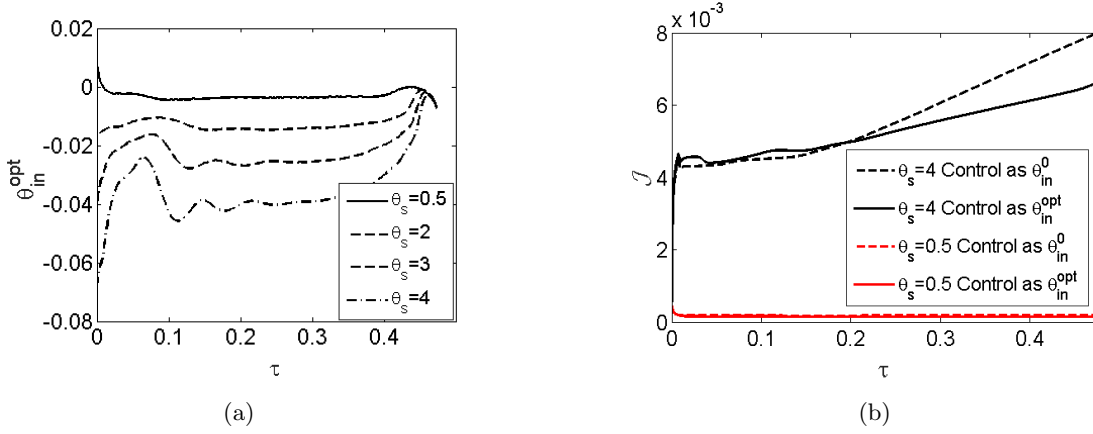 0.02
0
-0.02
-0.04
-0.06
-0.08
θ_in^opt
θ_s=0.5
θ_s=2
θ_s=3
θ_s=4
0 0.1 0.2 0.3 0.4
τ
(a)
× 10^-3
8
6
4
2
0
𝒥
θ_s=4 Control as θ_in^0
θ_s=4 Control as θ_in^opt
θ_s=0.5 Control as θ_in^0
θ_s=0.5 Control as θ_in^opt
0 0.1 0.2 0.3 0.4
τ
(b)